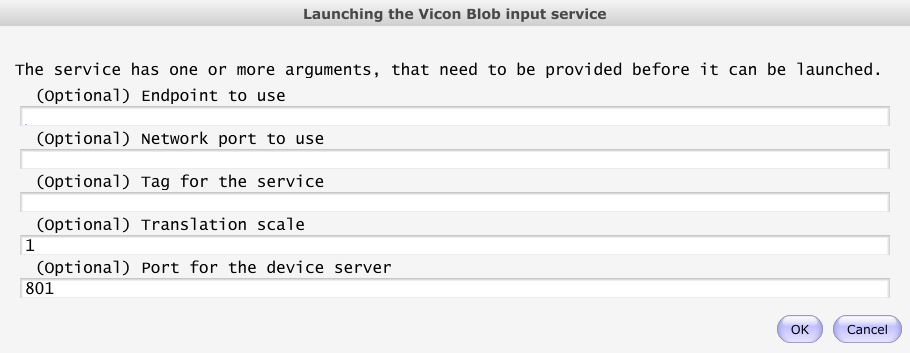 Launching the Vicon Blob input service
The service has one or more arguments, that need to be provided before it can be launched.
(Optional) Endpoint to use
(Optional) Network port to use
(Optional) Tag for the service
(Optional) Translation scale
1
(Optional) Port for the device server
801
OK Cancel